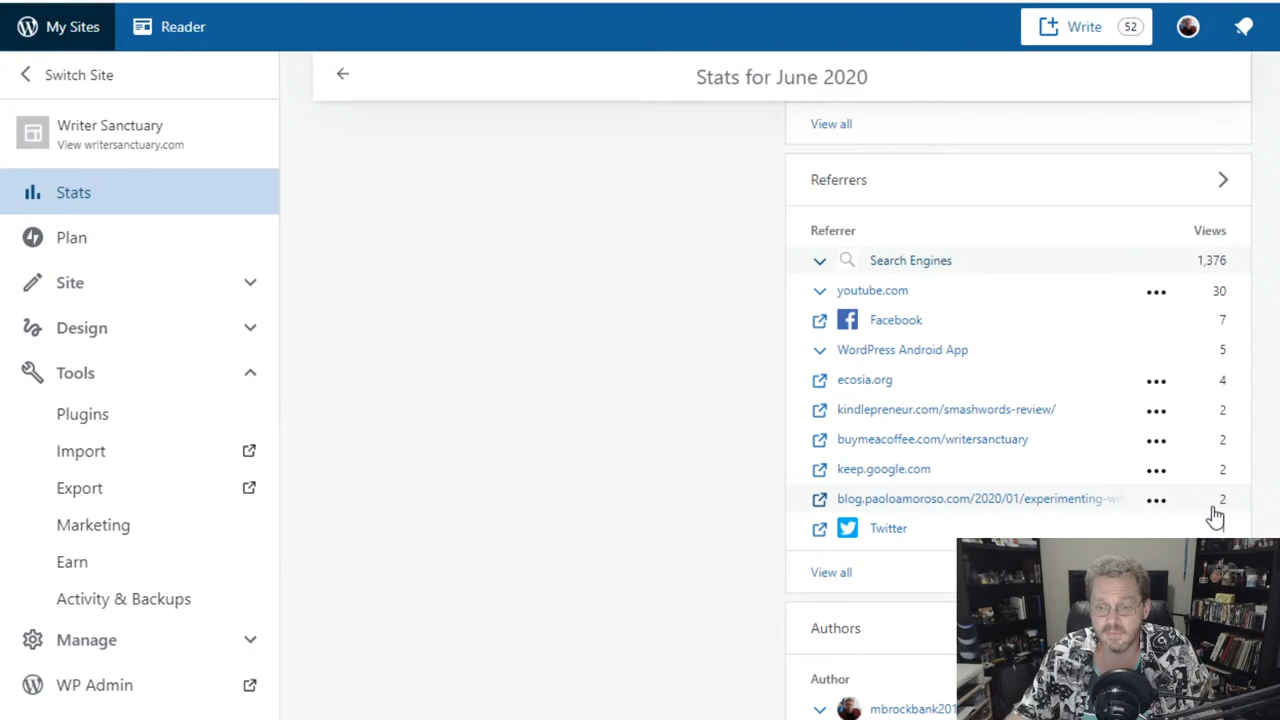 My Sites
Reader
Write 52
Switch Site
Stats for June 2020
Writer Sanctuary
View writersanctuary.com
View all
Stats
Referrers
Plan
Referrer Views
Site
Search Engines 1,376
youtube.com 30
Design
Facebook 7
WordPress Android App 5
Tools
ecosia.org 4
Plugins
kindlepreneur.com/smashwords-review/ 2
Import
buymeacoffee.com/writersanctuary 2
keep.google.com 2
Export
blog.paoloamoroso.com/2020/01/experimenting-wi 2
Marketing
Twitter
Earn
View all
Activity & Backups
Authors
Manage
Author
WP Admin
mbrockbank201